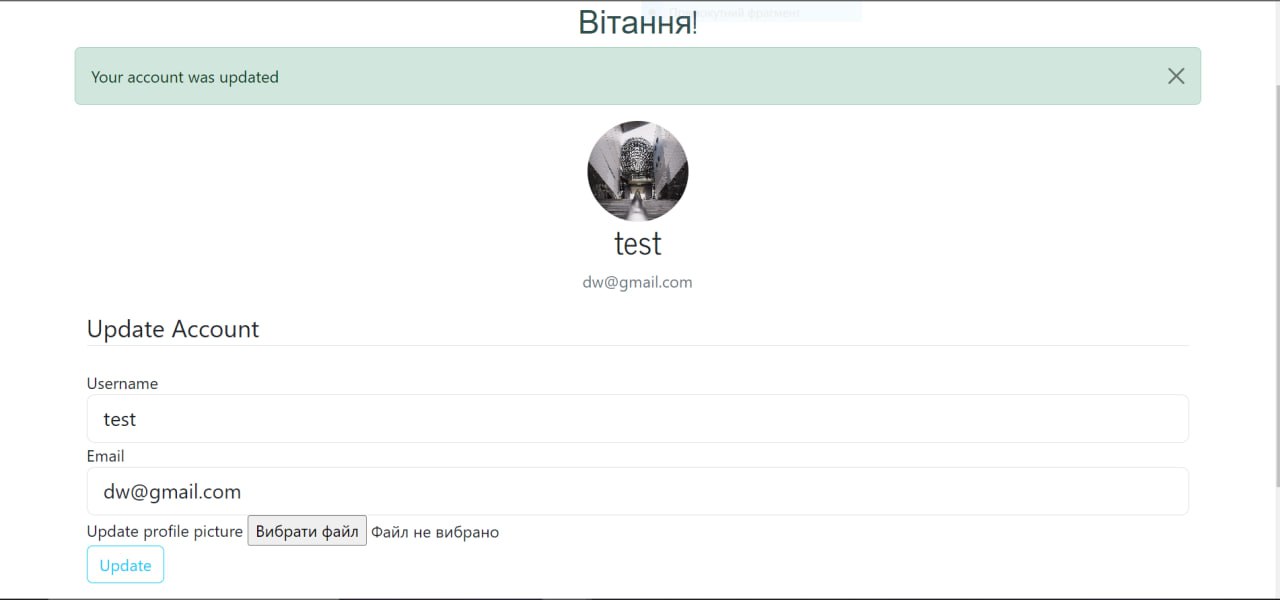 Вітання!
Your account was updated
test
dw@gmail.com
Update Account
Username
test
Email
dw@gmail.com
Update profile picture Вибрати файл Файл не вибрано
Update